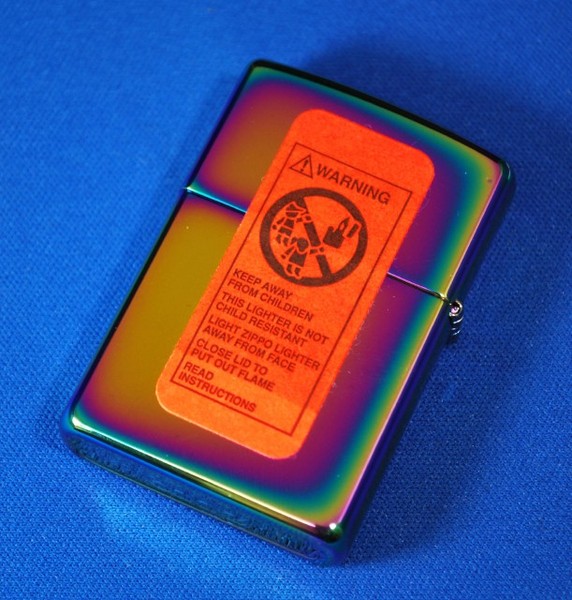 WARNING
KEEP AWAY
FROM CHILDREN
THIS LIGHTER IS NOT
CHILD RESISTANT
LIGHT ZIPPO LIGHTER
AWAY FROM FACE
CLOSE LID TO
PUT OUT FLAME
READ
INSTRUCTIONS